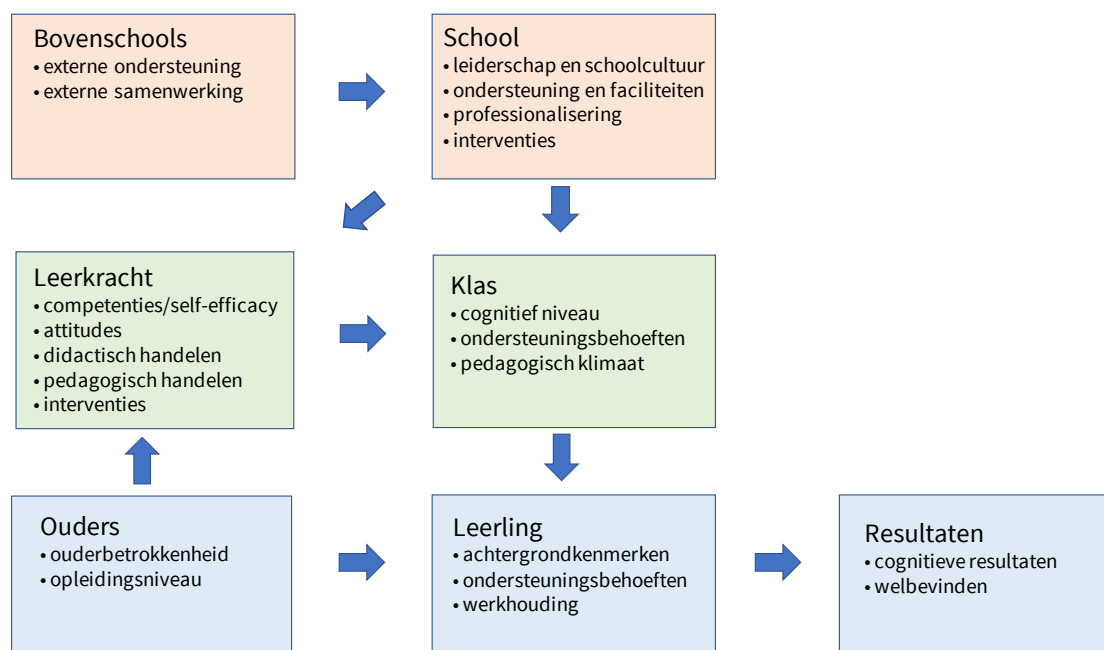 Bovenschools
• externe ondersteuning
• externe samenwerking
School
• leiderschap en schoolcultuur
• ondersteuning en faciliteiten
• professionalisering
• interventies
Leerkracht
• competenties/self-efficacy
• attitudes
• didactisch handelen
• pedagogisch handelen
• interventies
Klas
• cognitief niveau
• ondersteuningsbehoeften
• pedagogisch klimaat
Ouders
• ouderbetrokkenheid
• opleidingsniveau
Leerling
• achtergrondkenmerken
• ondersteuningsbehoeften
• werkhouding
Resultaten
• cognitieve resultaten
• welbevinden